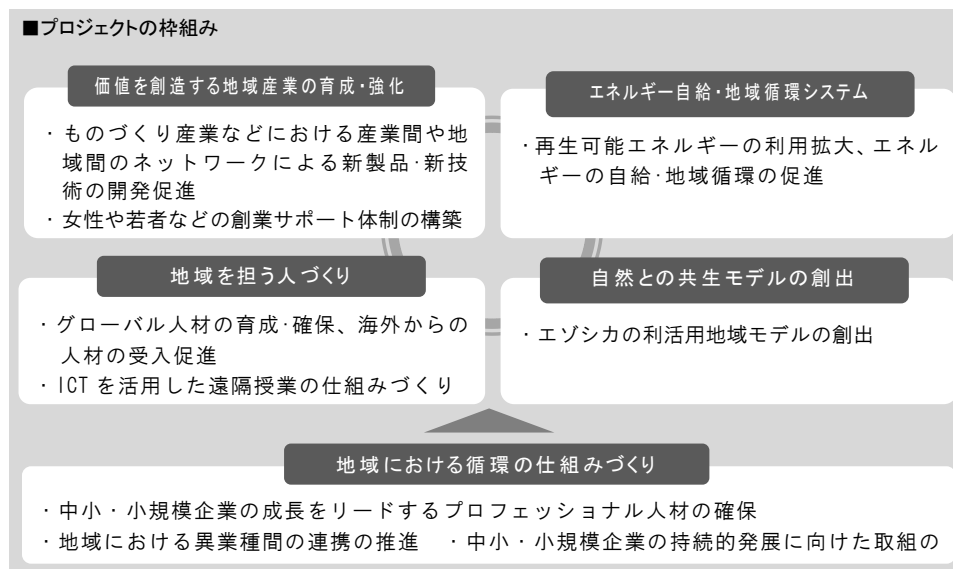 ■プロジェクトの枠組み
価値を創造する地域産業の育成・強化
・ものづくり産業などにおける産業間や地
域間のネットワークによる新製品・新技
術の開発促進
・女性や若者などの創業サポート体制の構築
エネルギー自給・地域循環システム
・再生可能エネルギーの利用拡大、エネル
ギーの自給・地域循環の促進
地域を担う人づくり
・グローバル人材の育成・確保、海外からの
人材の受入促進
・ICTを活用した遠隔授業の仕組みづくり
自然との共生モデルの創出
・エゾシカの利活用地域モデルの創出
地域における循環の仕組みづくり
・中小・小規模企業の成長をリードするプロフェッショナル人材の確保
・地域における異業種間の連携の推進　・中小・小規模企業の持続的発展に向けた取組の